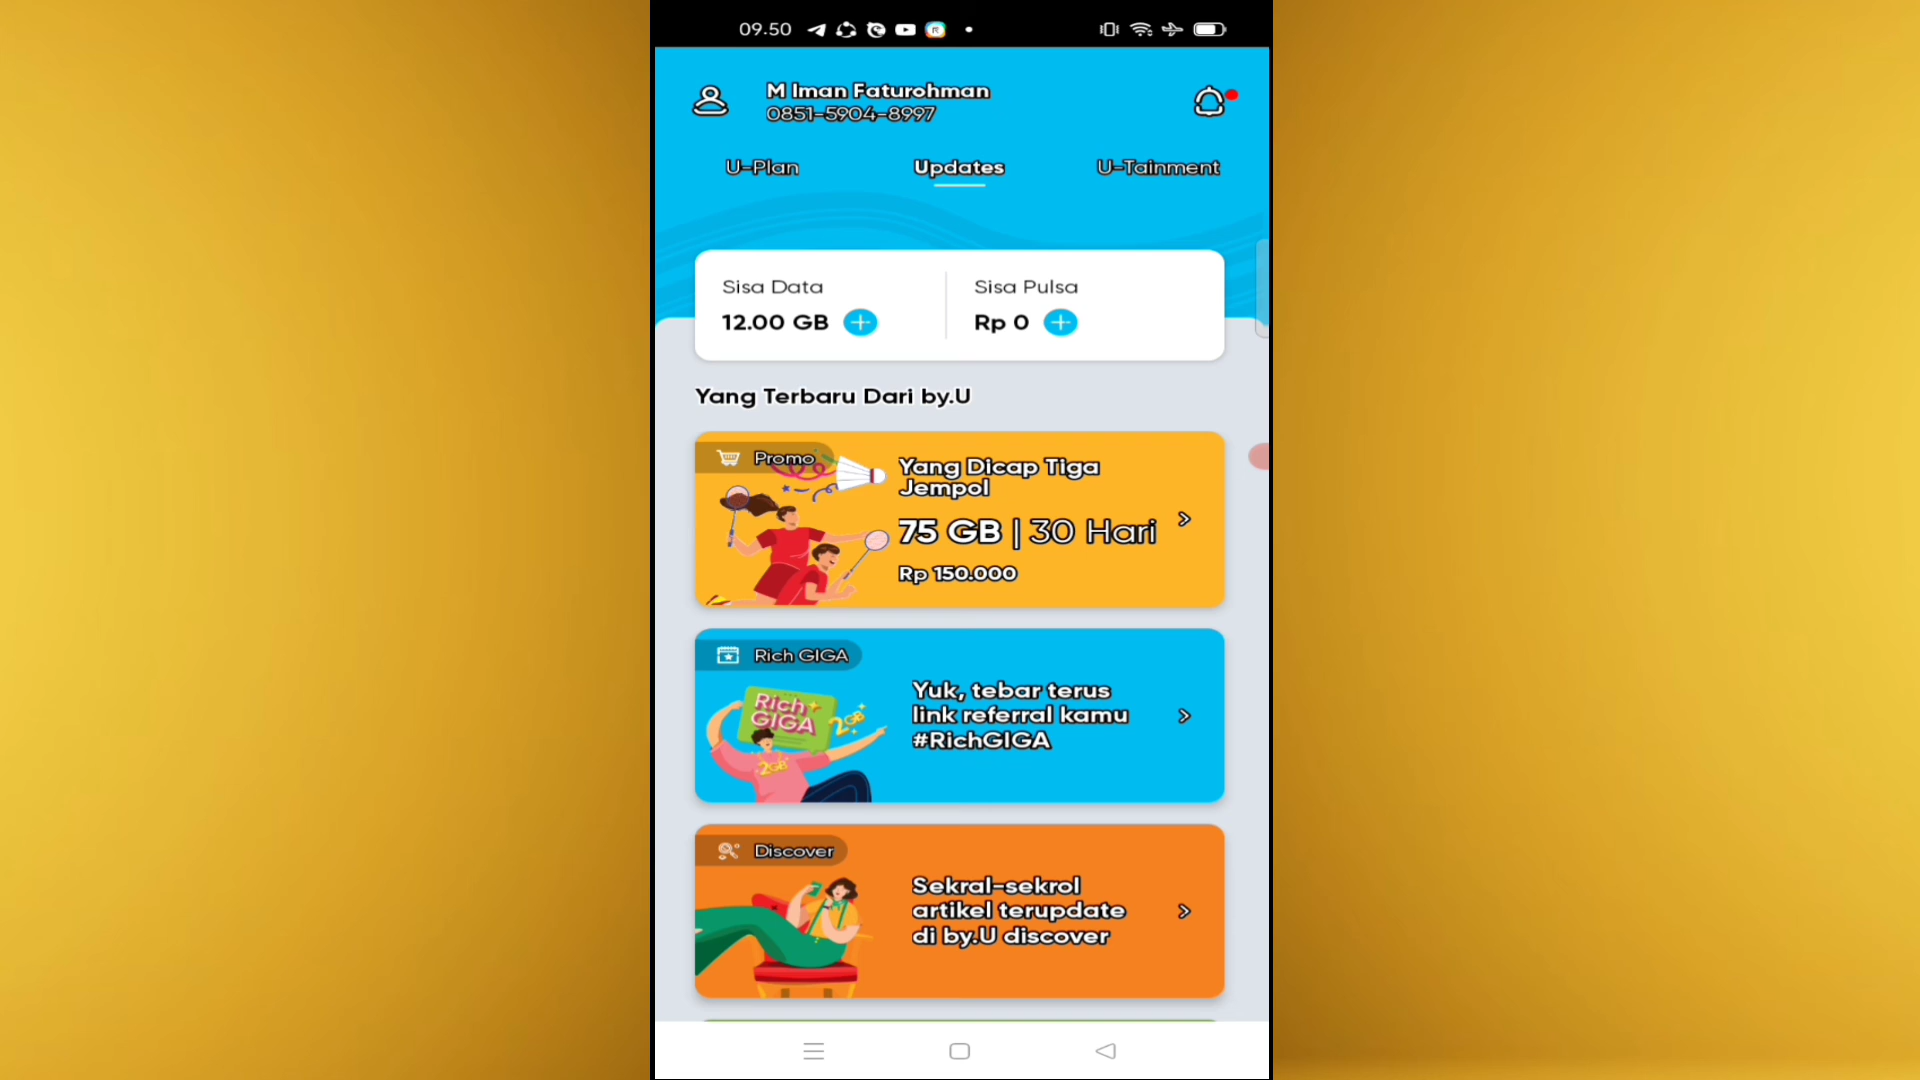 09.50
M Iman Faturohman
0851-5904-8997
U-Plan
Updates
U-Tainment
Sisa Data
12.00 GB
Sisa Pulsa
Rp 0
Yang Terbaru Dari by.U
Promo
Yang Dicap Tiga
Jempol
75 GB | 30 Hari
Rp 150.000
Rich GIGA
Rich
GIGA
2GB
2GB
Yuk, tebar terus
link referral kamu
#RichGIGA
Discover
Sekral-sekrol
artikel terupdate
di by.U discover